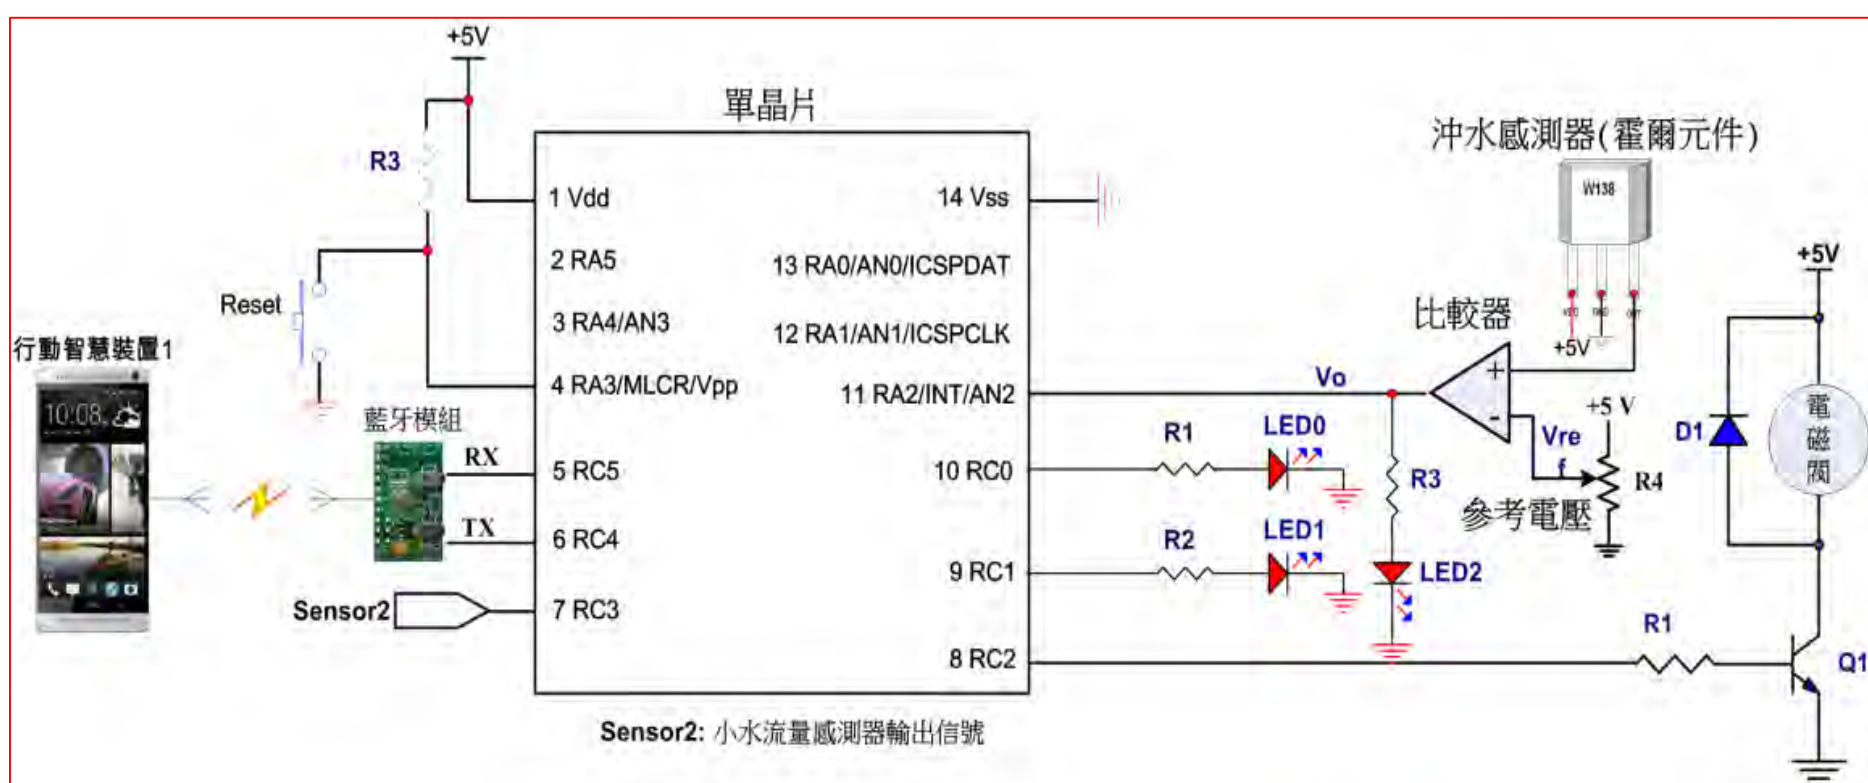 +5V
單晶片
R3
1 Vdd
2 RA5
3 RA4/AN3
4 RA3/MLCR/Vpp
5 RC5
6 RC4
7 RC3
14 Vss
13 RA0/AN0/ICSPDAT
12 RA1/AN1/ICSPCLK
11 RA2/INT/AN2
10 RC0
9 RC1
8 RC2
Reset
行動智慧裝置1
10:08
藍牙模組
RX
TX
Sensor2
沖水感測器(霍爾元件)
W138
GND
OUT
+5V
比較器
+
-
Vo
Vre
f
+5 V
R4
參考電壓
R1
LED0
R2
LED1
R3
LED2
+5V
D1
電
磁
閥
R1
Q1
Sensor2: 小水流量感測器輸出信號